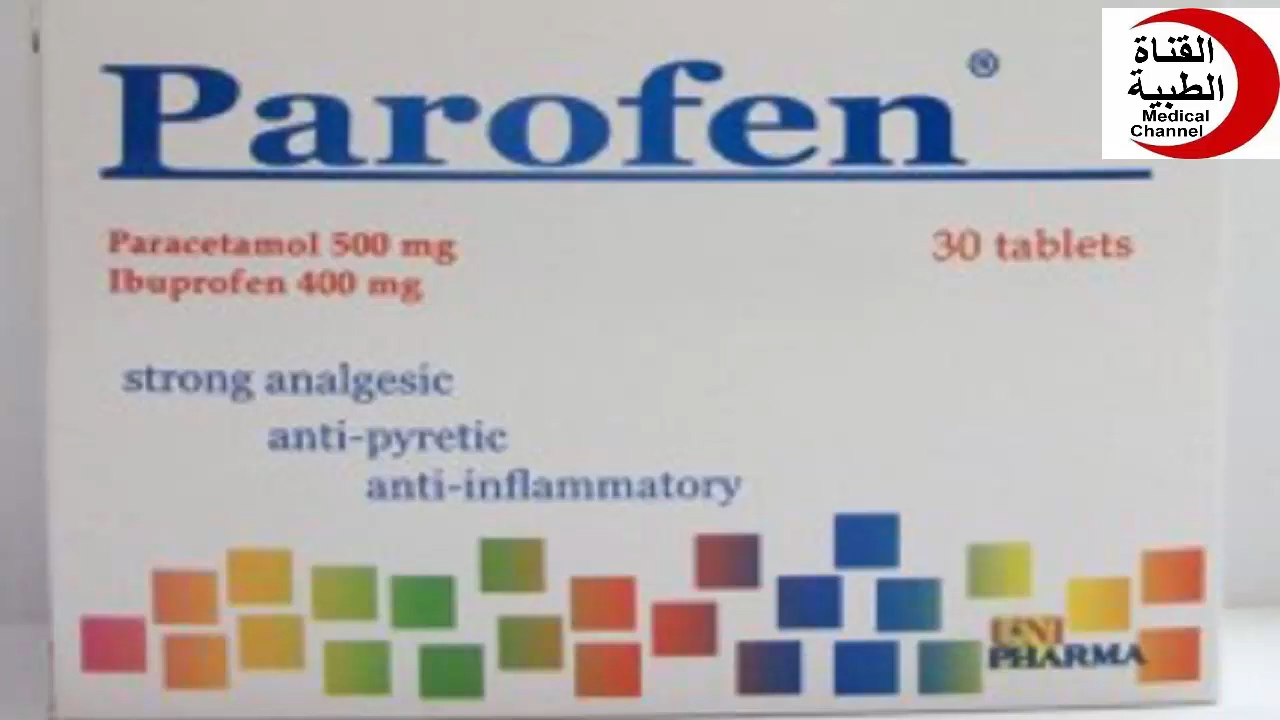 Parofen®
Paracetamol 500 mg
Ibuprofen 400 mg
30 tablets
strong analgesic
anti-pyretic
anti-inflammatory
UNI
PHARMA
القناة
الطبية
Medical
Channel